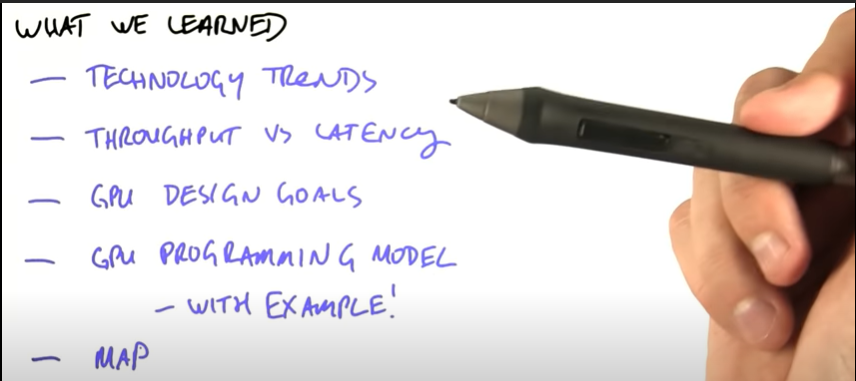 WHAT WE LEARNED
— TECHNOLOGY TRENDS
— THROUGHPUT VS LATENCY
— GPU DESIGN GOALS
— GPU PROGRAMMING MODEL
– WITH EXAMPLE!
— MAP